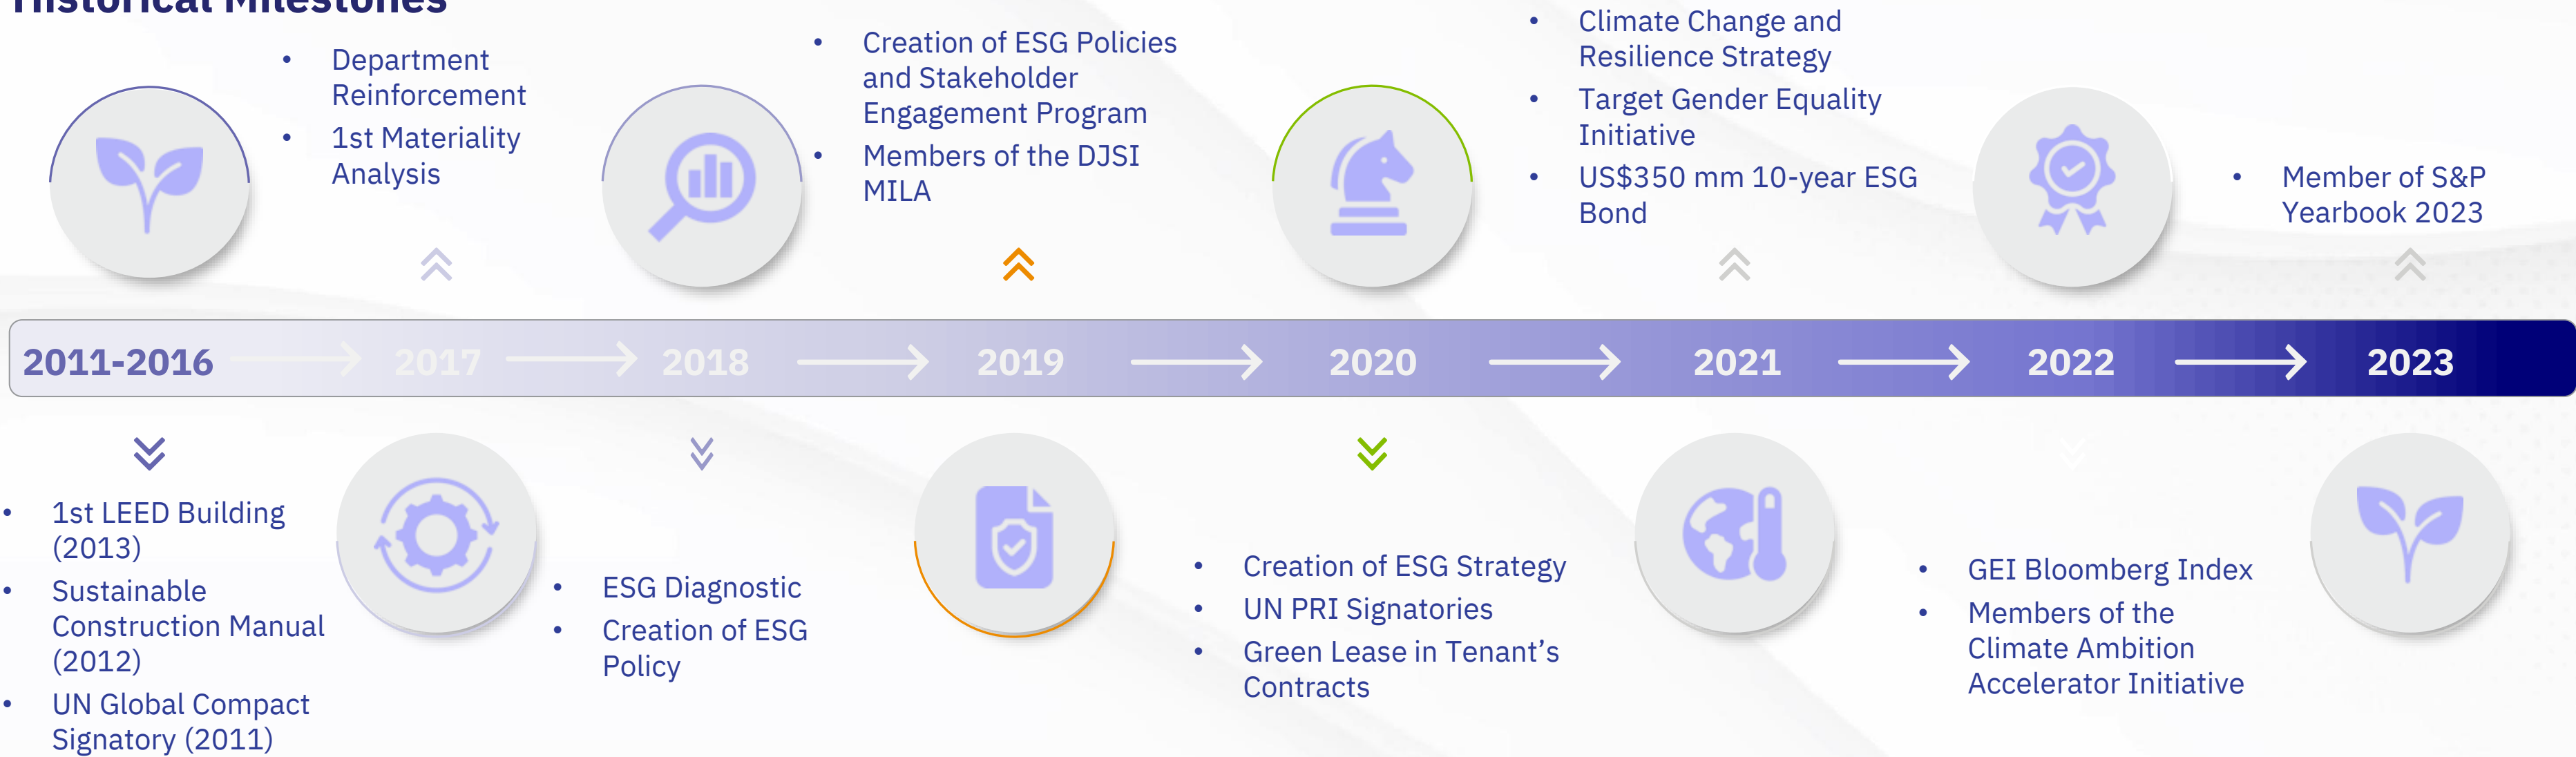 Historical Milestones
• Department
Reinforcement
• 1st Materiality
Analysis
• Creation of ESG Policies
and Stakeholder
Engagement Program
• Members of the DJSI
MILA
• Climate Change and
Resilience Strategy
• Target Gender Equality
Initiative
• US$350 mm 10-year ESG
Bond
• Member of S&P
Yearbook 2023
2011-2016 2017 2018 2019 2020 2021 2022 2023
• 1st LEED Building
(2013)
• Sustainable
Construction Manual
(2012)
• UN Global Compact
Signatory (2011)
• ESG Diagnostic
• Creation of ESG
Policy
• Creation of ESG Strategy
• UN PRI Signatories
• Green Lease in Tenant’s
Contracts
• GEI Bloomberg Index
• Members of the
Climate Ambition
Accelerator Initiative